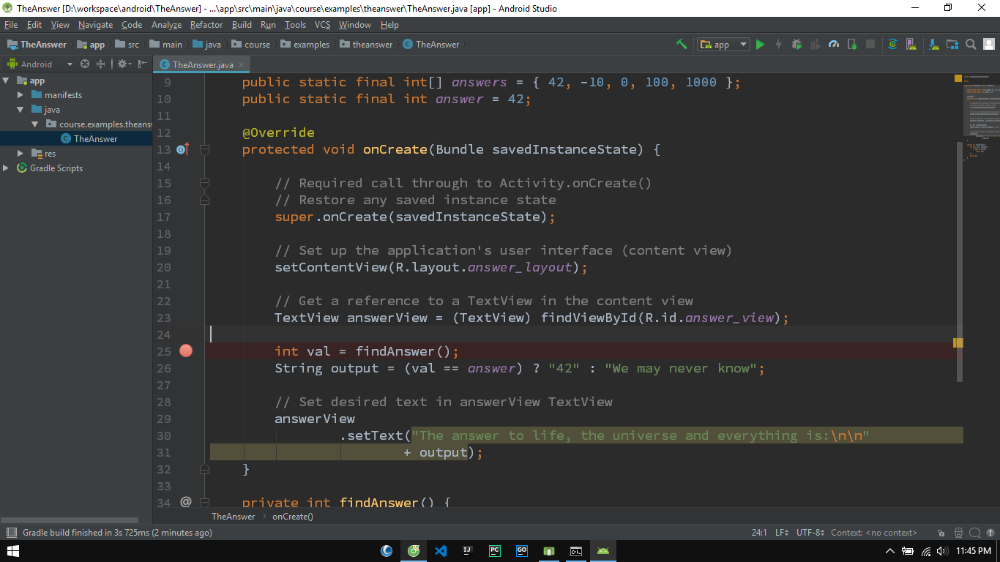 TheAnswer [D:\workspace\android\TheAnswer] - ...\app\src\main\java\course\examples\theanswer\TheAnswer.java [app] - Android Studio
File Edit View Navigate Code Analyze Refactor Build Run Tools VCS Window Help
TheAnswer app src main java course examples theanswer TheAnswer app
Android
TheAnswer.java
app
manifests
java
course.examples.theansw
TheAnswer
res
Gradle Scripts
9 public static final int[] answers = { 42, -10, 0, 100, 1000 };
10 public static final int answer = 42;
11
12 @Override
13 protected void onCreate(Bundle savedInstanceState) {
14
15 // Required call through to Activity.onCreate()
16 // Restore any saved instance state
17 super.onCreate(savedInstanceState);
18
19 // Set up the application's user interface (content view)
20 setContentView(R.layout.answer_layout);
21
22 // Get a reference to a TextView in the content view
23 TextView answerView = (TextView) findViewById(R.id.answer_view);
24
25 int val = findAnswer();
26 String output = (val == answer) ? "42" : "We may never know";
27
28 // Set desired text in answerView TextView
29 answerView
30 .setText("The answer to life, the universe and everything is:\n\n"
31 + output);
32 }
33
34 @ private int findAnswer() {
TheAnswer › onCreate()
Gradle build finished in 3s 725ms (2 minutes ago) 24:1 LF UTF-8 Context: <no context>
IJ PC GO 11:45 PM